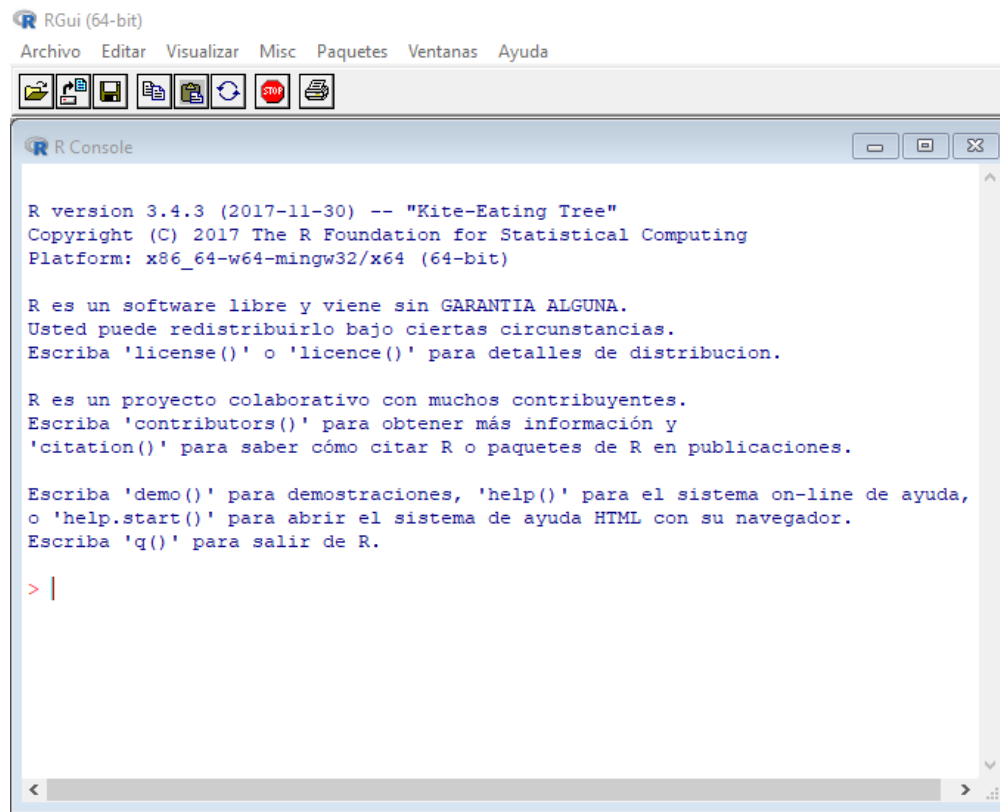 RGui (64-bit)
Archivo Editar Visualizar Misc Paquetes Ventanas Ayuda
STOP
R Console
R version 3.4.3 (2017-11-30) -- "Kite-Eating Tree"
Copyright (C) 2017 The R Foundation for Statistical Computing
Platform: x86_64-w64-mingw32/x64 (64-bit)
R es un software libre y viene sin GARANTIA ALGUNA.
Usted puede redistribuirlo bajo ciertas circunstancias.
Escriba 'license()' o 'licence()' para detalles de distribucion.
R es un proyecto colaborativo con muchos contribuyentes.
Escriba 'contributors()' para obtener más información y
'citation()' para saber cómo citar R o paquetes de R en publicaciones.
Escriba 'demo()' para demostraciones, 'help()' para el sistema on-line de ayuda,
o 'help.start()' para abrir el sistema de ayuda HTML con su navegador.
Escriba 'q()' para salir de R.
>